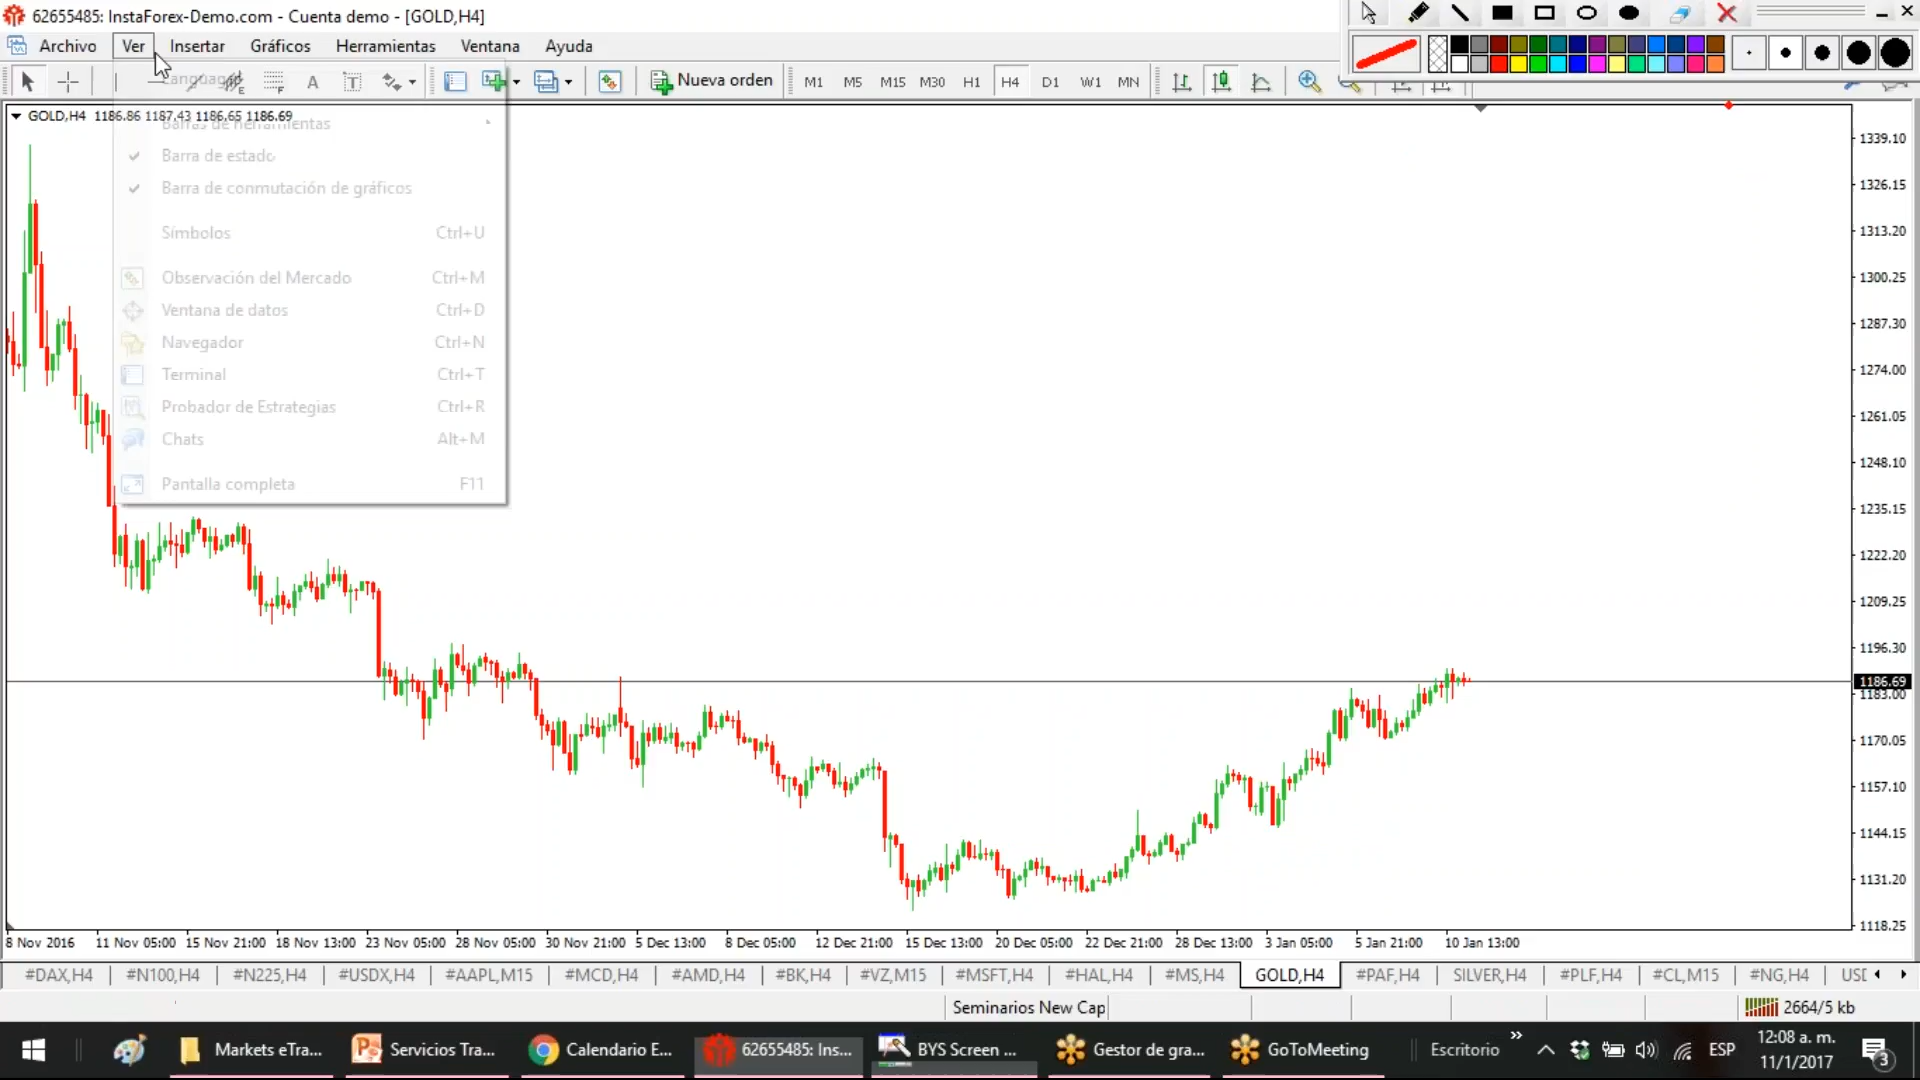 62655485: InstaForex-Demo.com - Cuenta demo - [GOLD,H4]
Archivo Ver Insertar Gráficos Herramientas Ventana Ayuda
Language
Nueva orden M1 M5 M15 M30 H1 H4 D1 W1 MN
GOLD,H4 1186.86 1187.43 1186.65 1186.69
Barras de herramientas
Barra de estado
Barra de conmutación de gráficos
Símbolos Ctrl+U
Observación del Mercado Ctrl+M
Ventana de datos Ctrl+D
Navegador Ctrl+N
Terminal Ctrl+T
Probador de Estrategias Ctrl+R
Chats Alt+M
Pantalla completa F11
1339.10
1326.15
1313.20
1300.25
1287.30
1274.00
1261.05
1248.10
1235.15
1222.20
1209.25
1196.30
1186.69
1183.00
1170.05
1157.10
1144.15
1131.20
1118.25
8 Nov 2016 11 Nov 05:00 15 Nov 21:00 18 Nov 13:00 23 Nov 05:00 28 Nov 05:00 30 Nov 21:00 5 Dec 13:00 8 Dec 05:00 12 Dec 21:00 15 Dec 13:00 20 Dec 05:00 22 Dec 21:00 28 Dec 13:00 3 Jan 05:00 5 Jan 21:00 10 Jan 13:00
#DAX,H4 #N100,H4 #N225,H4 #USDX,H4 #AAPL,M15 #MCD,H4 #AMD,H4 #BK,H4 #VZ,M15 #MSFT,H4 #HAL,H4 #MS,H4 GOLD,H4 #PAF,H4 SILVER,H4 #PLF,H4 #CL,M15 #NG,H4 USD
Seminarios New Cap 2664/5 kb
Markets eTra... Servicios Tra... Calendario E... 62655485: Ins... BYS Screen ... Gestor de gra... GoToMeeting Escritorio ESP 12:08 a. m.
11/1/2017 3